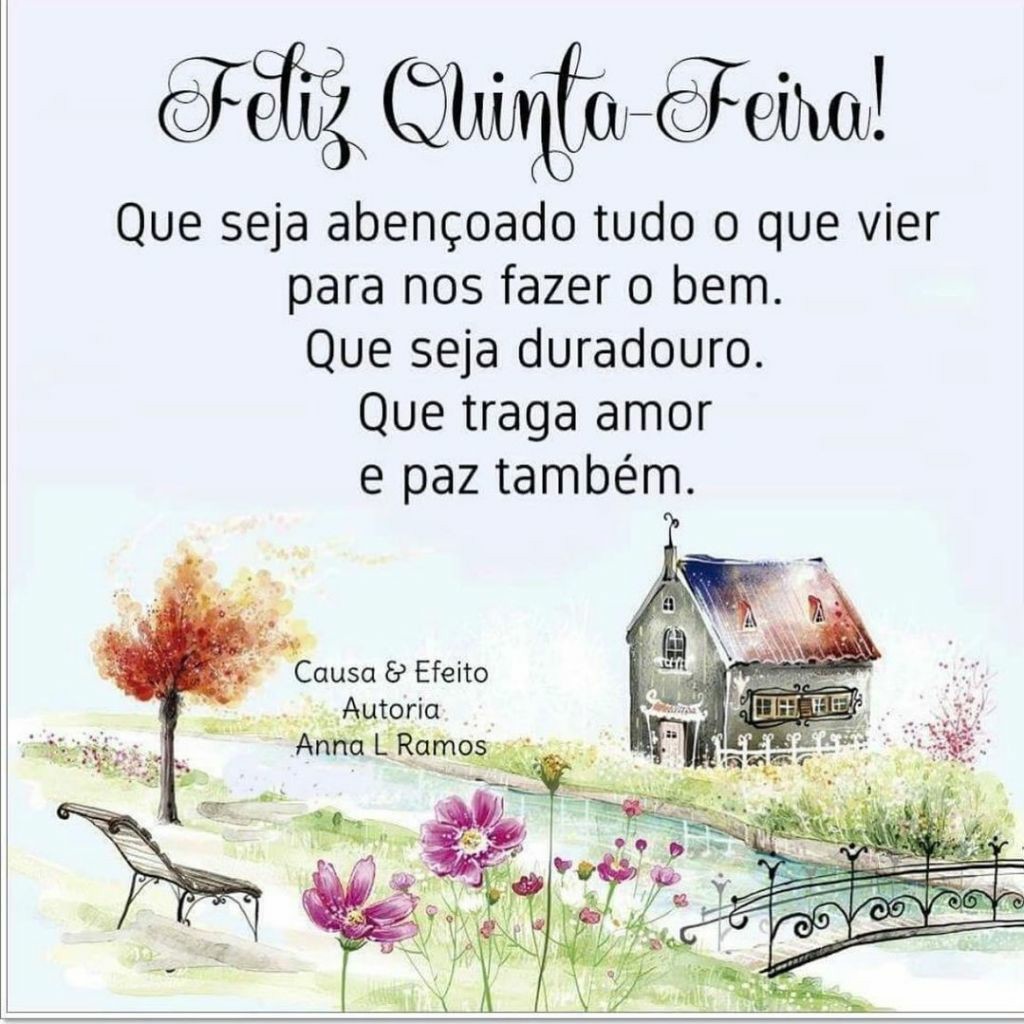 Feliz Quinta-Feira!
Que seja abençoado tudo o que vier
para nos fazer o bem.
Que seja duradouro.
Que traga amor
e paz também.
Causa & Efeito
Autoria
Anna L Ramos